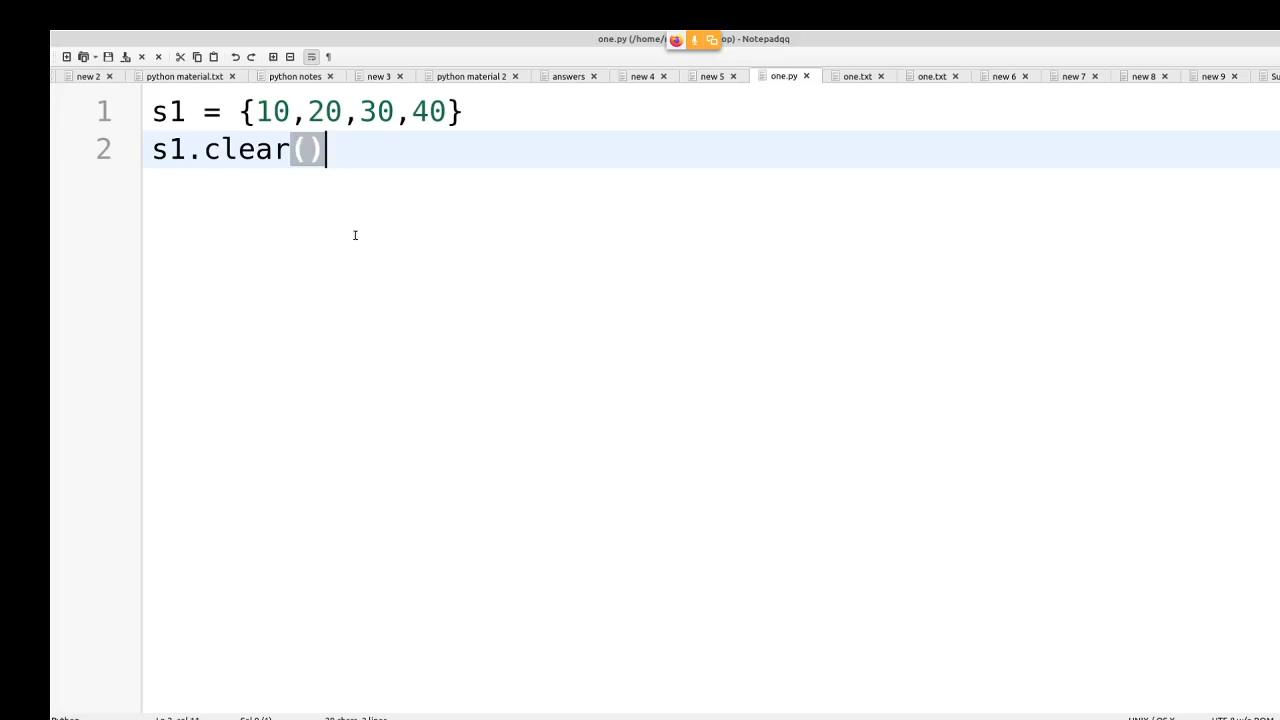 one.py (/home/ op) - Notepadqq
new 2 python material.txt python notes new 3 python material 2 answers new 4 new 5 one.py one.txt one.txt new 6 new 7 new 8 new 9
1 s1 = {10,20,30,40}
2 s1.clear()